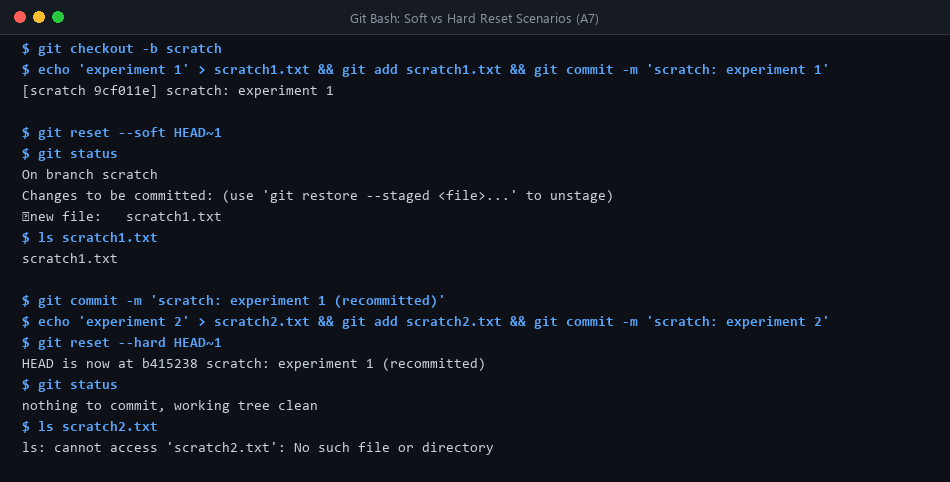 Git Bash: Soft vs Hard Reset Scenarios (A7)
$ git checkout -b scratch
$ echo 'experiment 1' > scratch1.txt && git add scratch1.txt && git commit -m 'scratch: experiment 1'
[scratch 9cf011e] scratch: experiment 1
$ git reset --soft HEAD~1
$ git status
On branch scratch
Changes to be committed: (use 'git restore --staged <file>...' to unstage)
new file:   scratch1.txt
$ ls scratch1.txt
scratch1.txt
$ git commit -m 'scratch: experiment 1 (recommitted)'
$ echo 'experiment 2' > scratch2.txt && git add scratch2.txt && git commit -m 'scratch: experiment 2'
$ git reset --hard HEAD~1
HEAD is now at b415238 scratch: experiment 1 (recommitted)
$ git status
nothing to commit, working tree clean
$ ls scratch2.txt
ls: cannot access 'scratch2.txt': No such file or directory